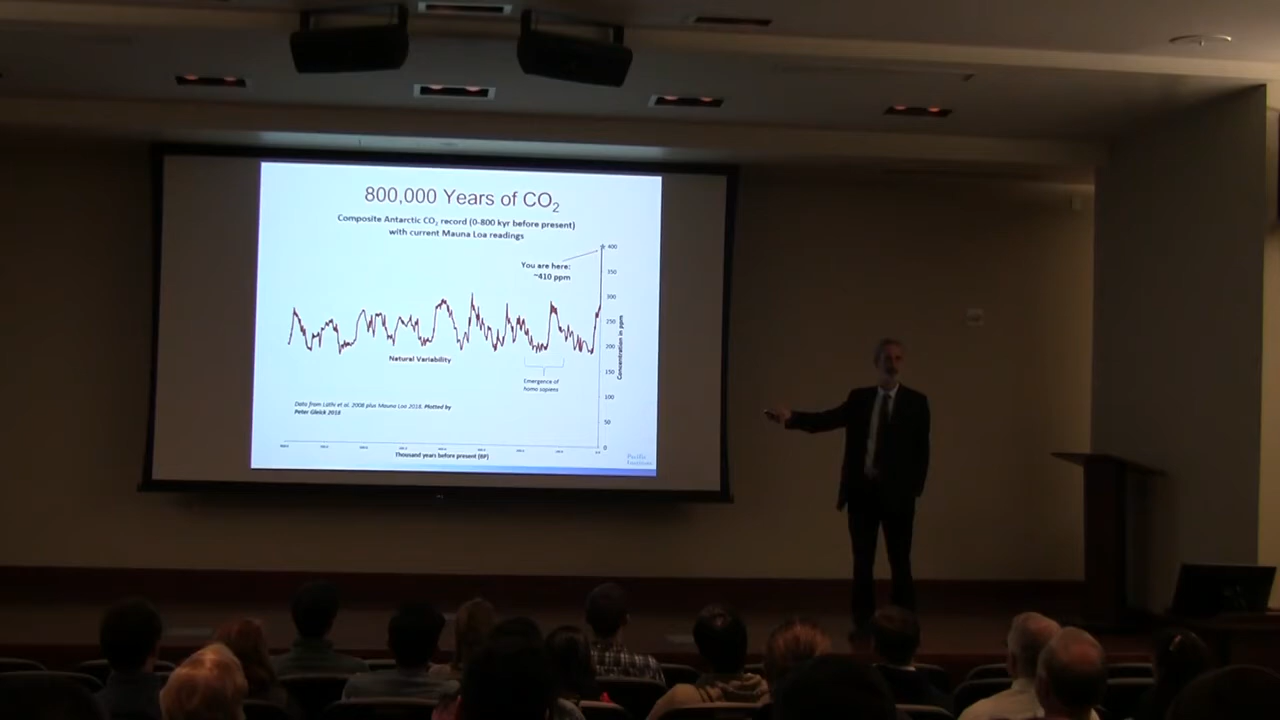 800,000 Years of CO₂
Composite Antarctic CO₂ record (0-800 kyr before present)
with current Mauna Loa readings
You are here:
~410 ppm
400
350
300
250
200
150
100
50
0
Concentration in ppm
Natural Variability
Emergence of
homo sapiens
Data from Lüthi et al. 2008 plus Mauna Loa 2018. Plotted by
Peter Gleick 2018
Thousand years before present (BP)
Pacific
Institute